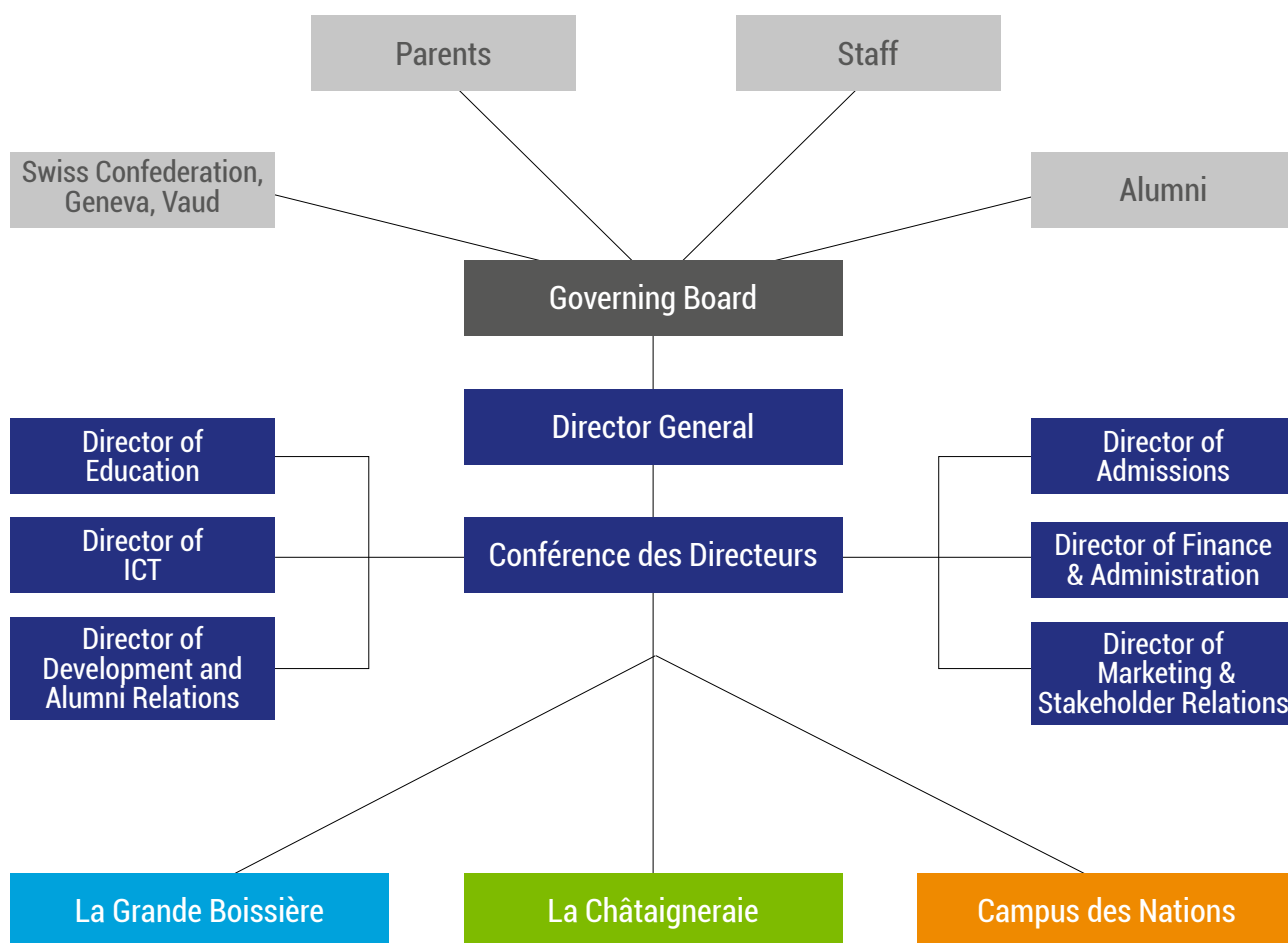 Parents
Staff
Swiss Confederation,
Geneva, Vaud
Alumni
Governing Board
Director General
Director of
Education
Director of
Admissions
Director of
ICT
Conférence des Directeurs
Director of Finance
& Administration
Director of
Development and
Alumni Relations
Director of
Marketing &
Stakeholder Relations
La Grande Boissière
La Châtaigneraie
Campus des Nations